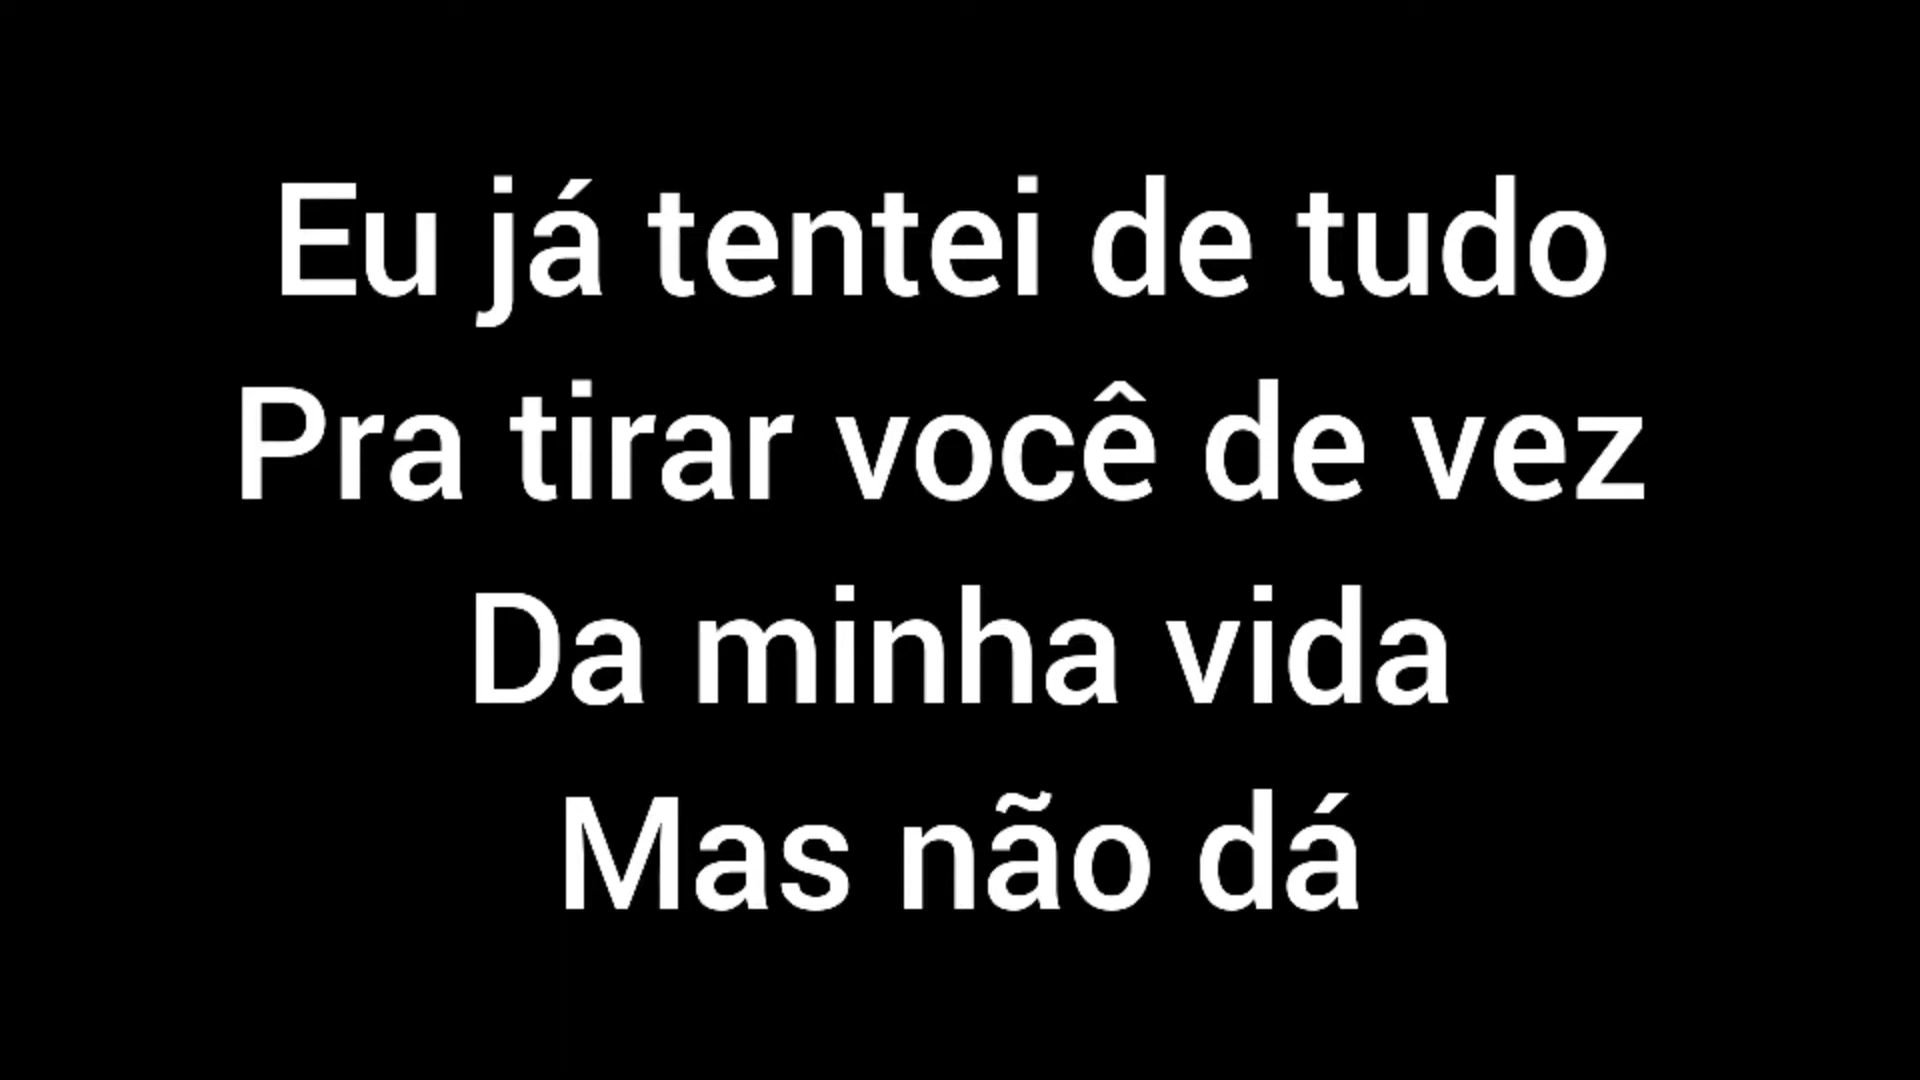 Eu já tentei de tudo
Pra tirar você de vez
Da minha vida
Mas não dá